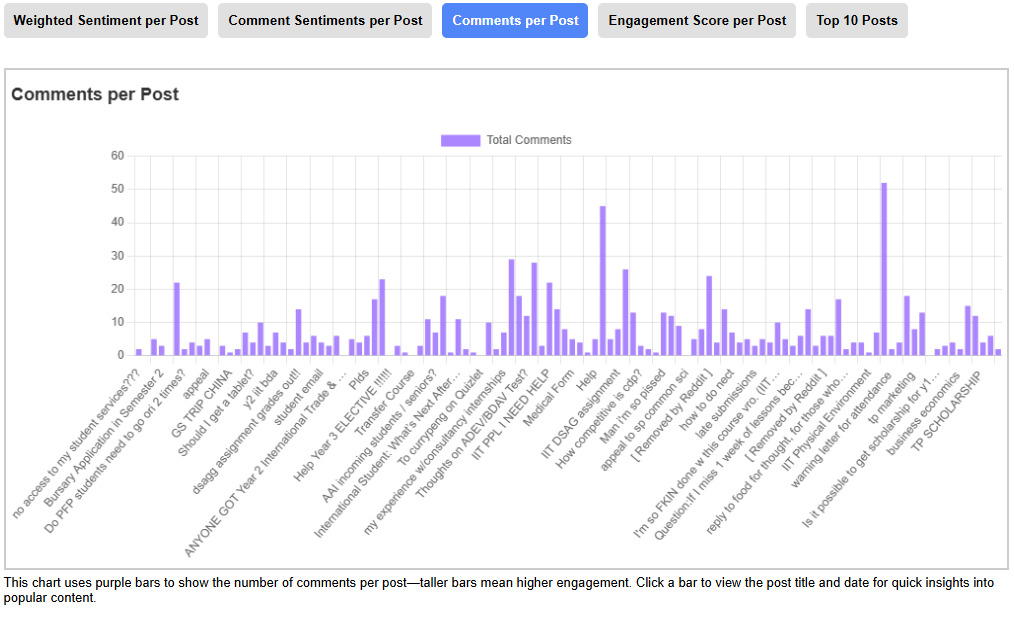 Weighted Sentiment per Post
Comment Sentiments per Post
Comments per Post
Engagement Score per Post
Top 10 Posts
Comments per Post
Total Comments
60
50
40
30
20
10
0
no access to my student services???
Bursary Application in Semester 2
Do PFP students need to go ori 2 times?
appeal
GS TRIP CHINA
Should I get a tablet?
y2 iit bda
dsagg assignment grades out!!
student email
ANYONE GOT Year 2 International Trade & ...
Plds
Help Year 3 ELECTIVE !!!!!!
Transfer Course
AAI incoming students / seniors?
International Student: What's Next After...
To currypeng on Quizlet
my experience w/consultancy internships
Thoughts on ADEV/BDAV Test?
IIT PPL I NEED HELP
Medical Form
Help
IIT DSAG assignment
How competitive is cdp?
Man i'm so pissed
appeal to sp common sci
[ Removed by Reddit ]
how to do nect
late submissions
I'm so FKIN done w this course vro. (IIT...
Question:If I miss 1 week of lessons bec...
[ Removed by Reddit ]
reply to food for thought, for those who...
IIT Physical Environment
warning letter for attendance
tp marketing
Is it possible to get scholarship for y1...
business economics
TP SCHOLARSHIP
This chart uses purple bars to show the number of comments per post—taller bars mean higher engagement. Click a bar to view the post title and date for quick insights into
popular content.